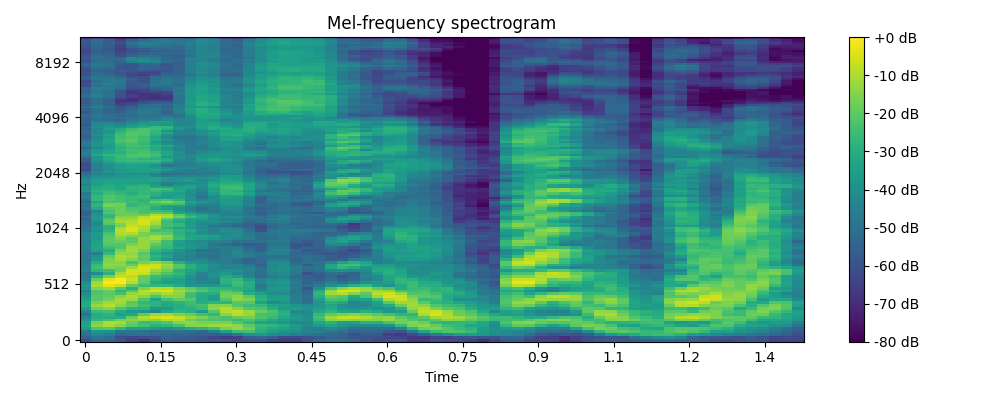 Mel-frequency spectrogram
+0 dB
8192
-10 dB
4096
-20 dB
-30 dB
2048
-40 dB
Hz
1024
-50 dB
-60 dB
512
-70 dB
0
-80 dB
0 0.15 0.3 0.45 0.6 0.75 0.9 1.1 1.2 1.4
Time